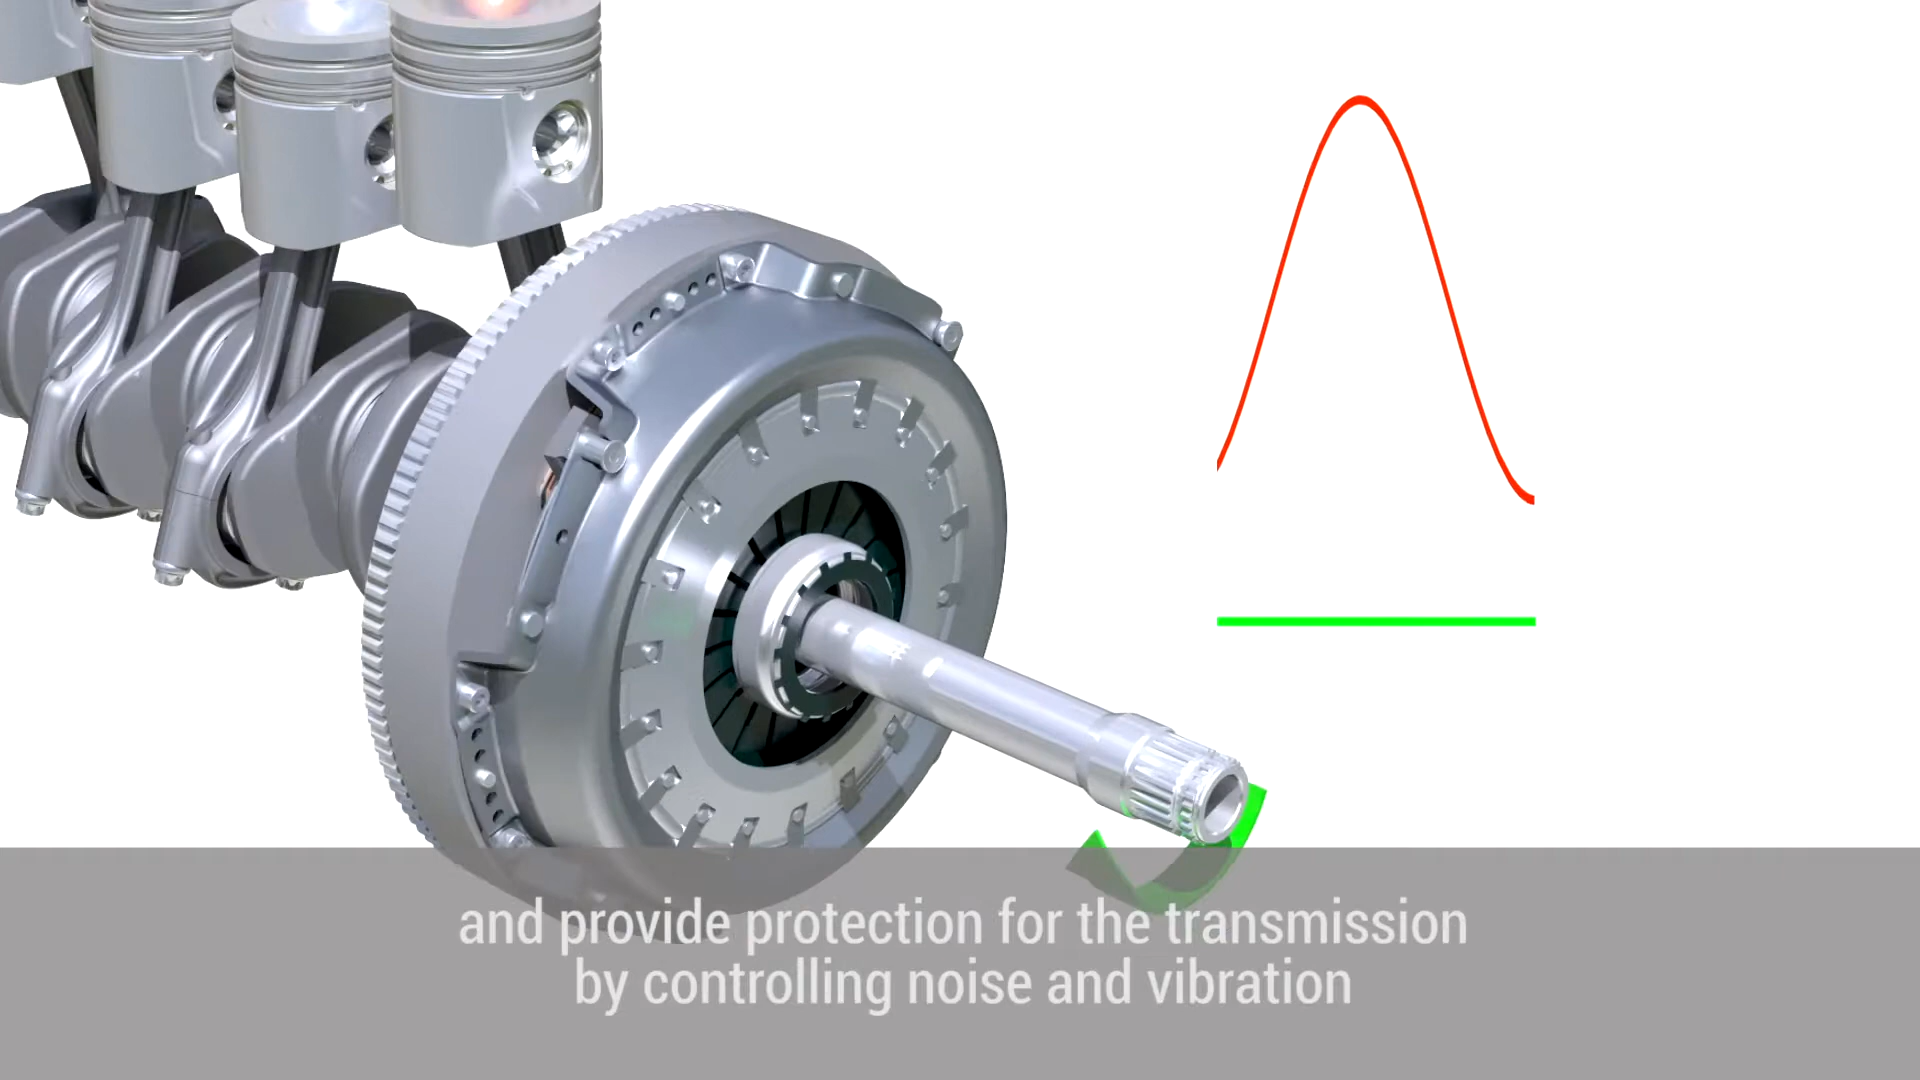 and provide protection for the transmission
by controlling noise and vibration